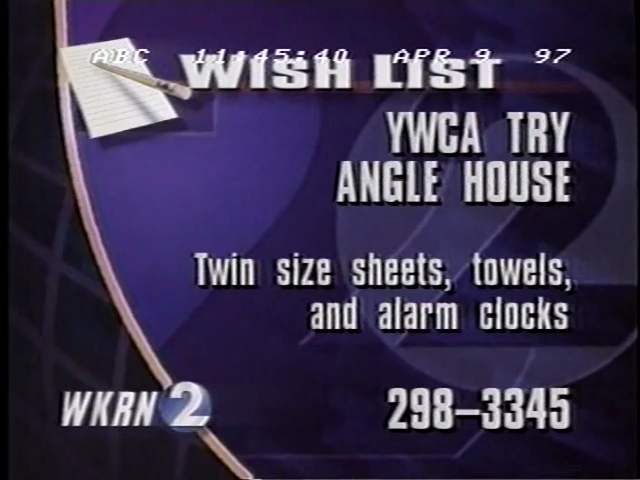 ABC 11:45:40 APR 9 97
WISH LIST
YWCA TRY
ANGLE HOUSE
Twin size sheets, towels,
and alarm clocks
WKRN 2
298-3345